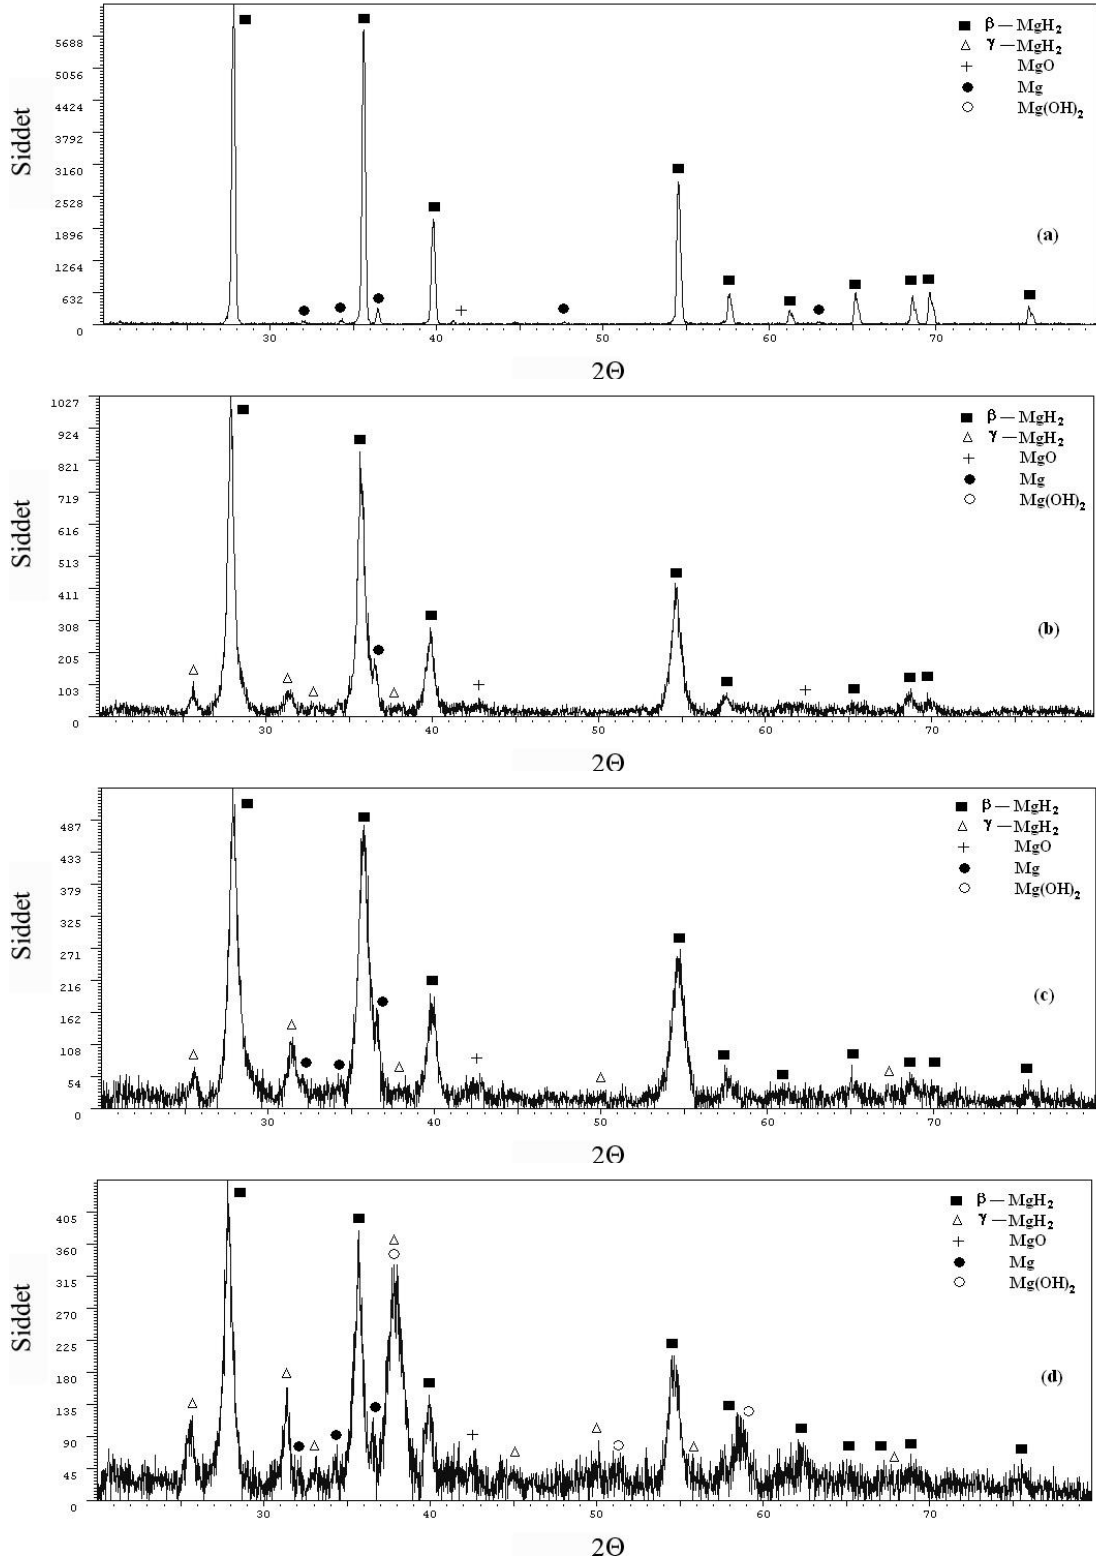 β — MgH₂
γ — MgH₂
MgO
Mg
Mg(OH)₂
5688
5056
4424
3792
3160
2528
1896
1264
632
0
Siddet
(a)
30 40 50 60 70
2Θ
β — MgH₂
γ — MgH₂
MgO
Mg
Mg(OH)₂
1027
924
821
719
616
513
411
308
205
103
0
Siddet
(b)
30 40 50 60 70
2Θ
β — MgH₂
γ — MgH₂
MgO
Mg
Mg(OH)₂
487
433
379
325
271
216
162
108
54
0
Siddet
(c)
30 40 50 60 70
2Θ
β — MgH₂
γ — MgH₂
MgO
Mg
Mg(OH)₂
405
360
315
270
225
180
135
90
45
0
Siddet
(d)
30 40 50 60 70
2Θ